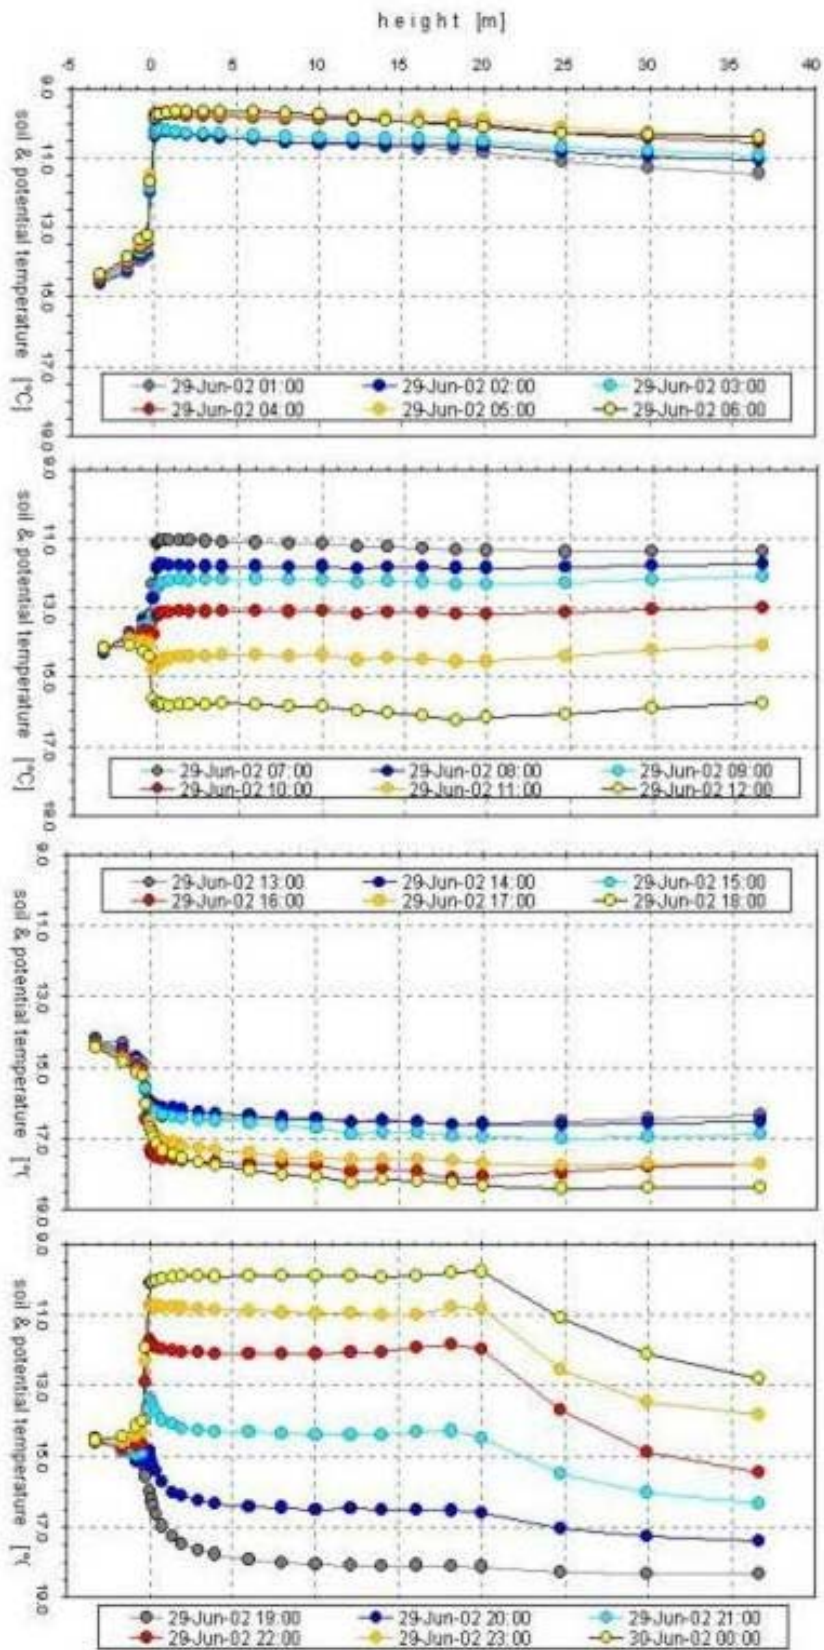 height [m]
-5 0 5 10 15 20 25 30 35 40
9.0 11.0 13.0 15.0 17.0 19.0
soil & potential temperature [°C]
29-Jun-02 01:00 29-Jun-02 02:00 29-Jun-02 03:00
29-Jun-02 04:00 29-Jun-02 05:00 29-Jun-02 06:00
9.0 11.0 13.0 15.0 17.0 19.0
soil & potential temperature [°C]
29-Jun-02 07:00 29-Jun-02 08:00 29-Jun-02 09:00
29-Jun-02 10:00 29-Jun-02 11:00 29-Jun-02 12:00
29-Jun-02 13:00 29-Jun-02 14:00 29-Jun-02 15:00
29-Jun-02 16:00 29-Jun-02 17:00 29-Jun-02 18:00
9.0 11.0 13.0 15.0 17.0 19.0
soil & potential temperature [°(
9.0 11.0 13.0 15.0 17.0 19.0
soil & potential temperature [°(
29-Jun-02 19:00 29-Jun-02 20:00 29-Jun-02 21:00
29-Jun-02 22:00 29-Jun-02 23:00 30-Jun-02 00:00